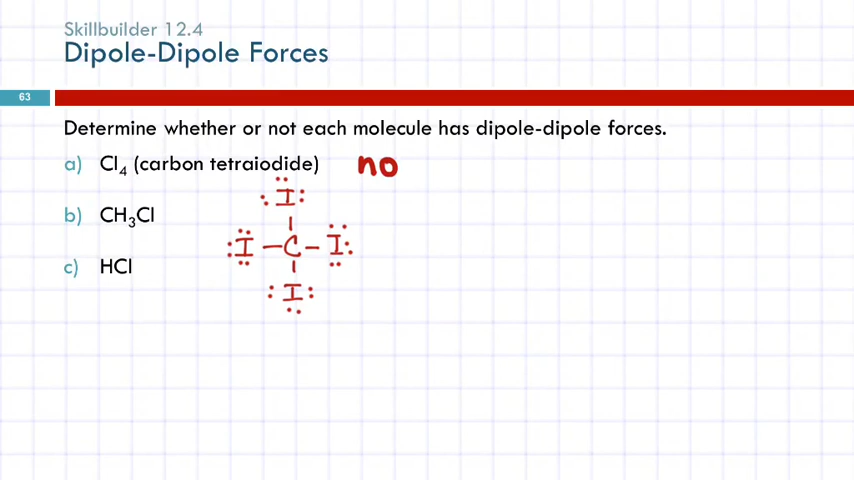 Skillbuilder 12.4
Dipole-Dipole Forces
63
Determine whether or not each molecule has dipole-dipole forces.
a) CI₄ (carbon tetraiodide) no
I
b) CH₃Cl
I – C – I
c) HCl
I